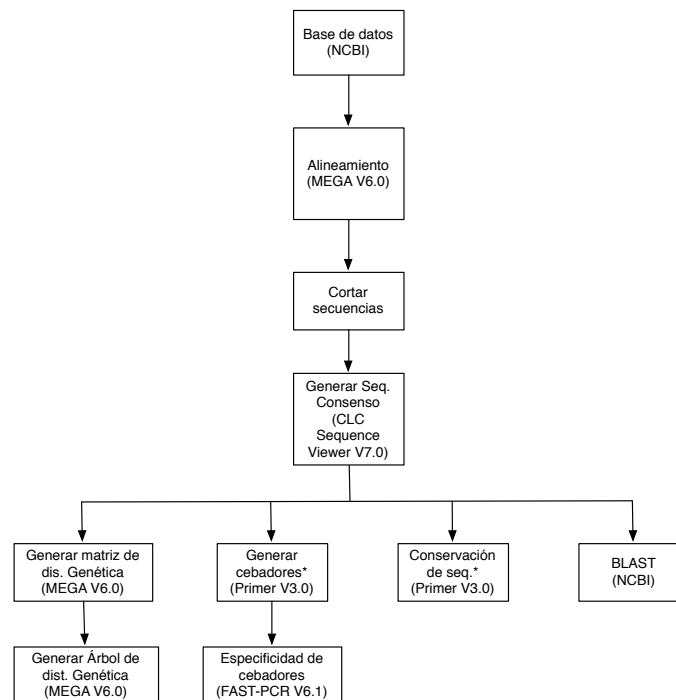 Base de datos
(NCBI)
Alineamiento
(MEGA V6.0)
Cortar
secuencias
Generar Seq.
Consenso
(CLC
Sequence
Viewer V7.0)
Generar matriz de
dis. Genética
(MEGA V6.0)
Generar
cebadores*
(Primer V3.0)
Conservación
de seq.*
(Primer V3.0)
BLAST
(NCBI)
Generar Árbol de
dist. Genética
(MEGA V6.0)
Especificidad de
cebadores
(FAST-PCR V6.1)